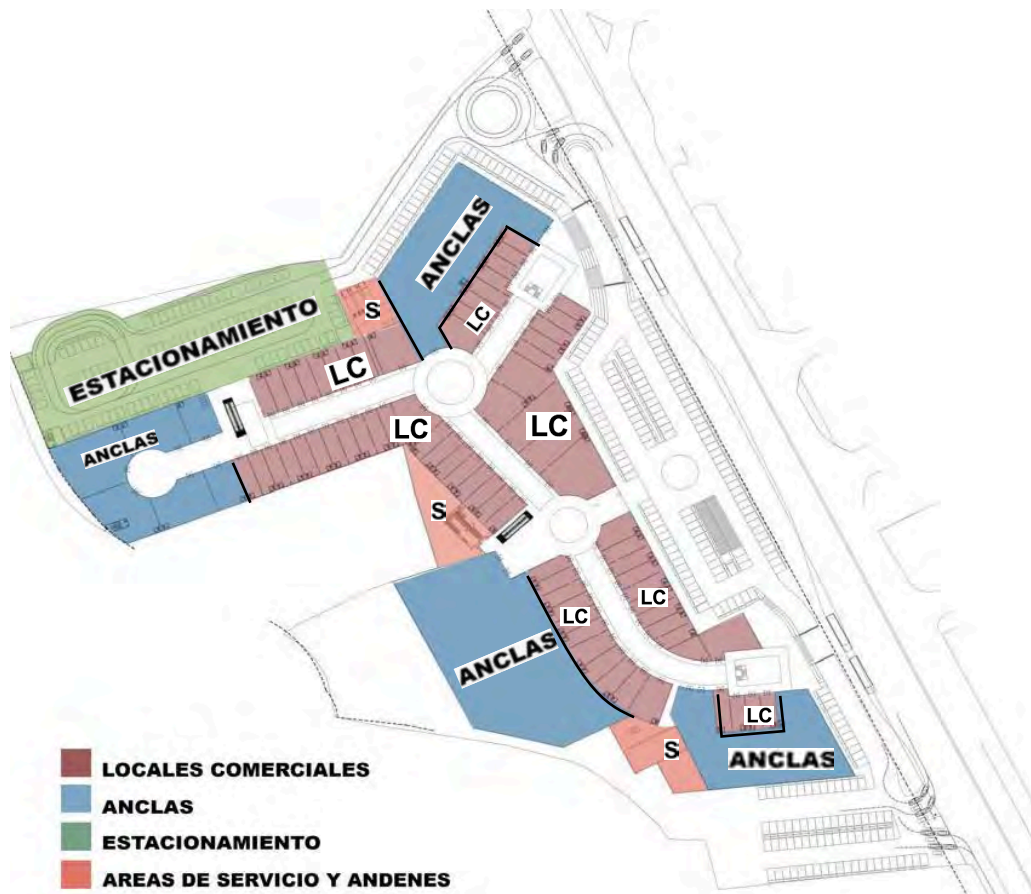 ANCLAS
ESTACIONAMIENTO
S
LC
LC
ANCLAS
LC
LC
S
LC
LC
ANCLAS
LC
S
ANCLAS
LOCALES COMERCIALES
ANCLAS
ESTACIONAMIENTO
AREAS DE SERVICIO Y ANDENES